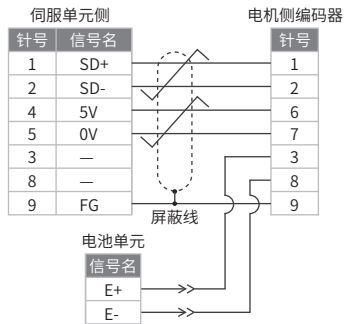 伺服单元侧 电机侧编码器
针号 信号名 针号
1 SD+ 1
2 SD- 2
4 5V 6
5 0V 7
3 — 3
8 — 8
9 FG 9
屏蔽线
电池单元
信号名
E+
E-